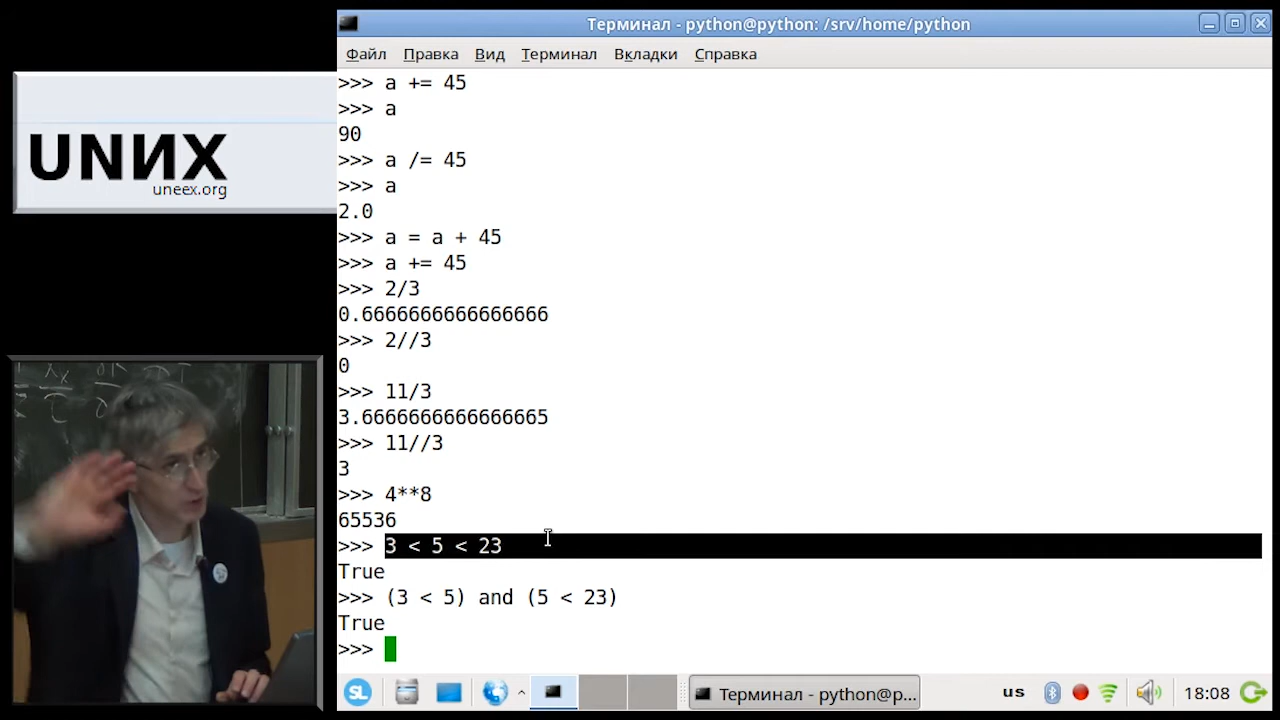 UNИX
uneex.org
Терминал - python@python: /srv/home/python
Файл Правка Вид Терминал Вкладки Справка
>>> a += 45
>>> a
90
>>> a /= 45
>>> a
2.0
>>> a = a + 45
>>> a += 45
>>> 2/3
0.6666666666666666
>>> 2//3
0
>>> 11/3
3.6666666666666665
>>> 11//3
3
>>> 4**8
65536
>>> 3 < 5 < 23
True
>>> (3 < 5) and (5 < 23)
True
>>>
SL
Терминал - python@p...
us
18:08